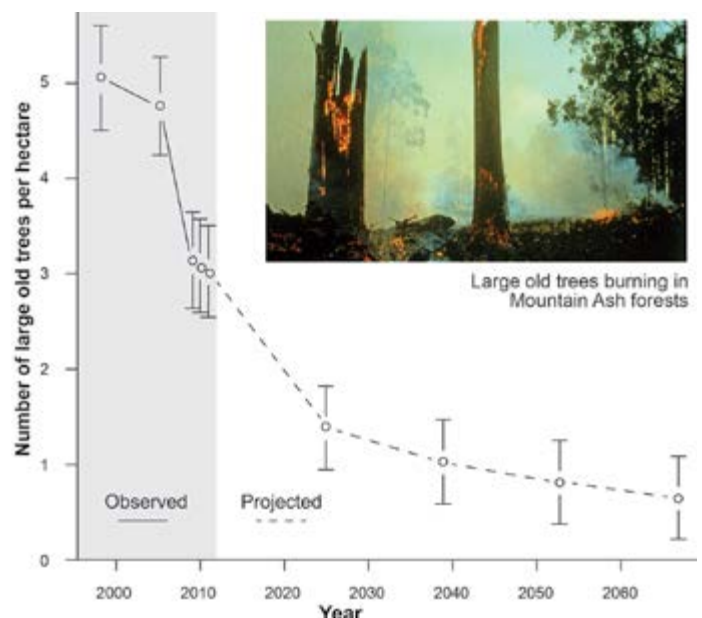 Number of large old trees per hectare
5
4
3
2
1
0
Large old trees burning in
Mountain Ash forests
Observed
Projected
2000
2010
2020
2030
2040
2050
2060
Year